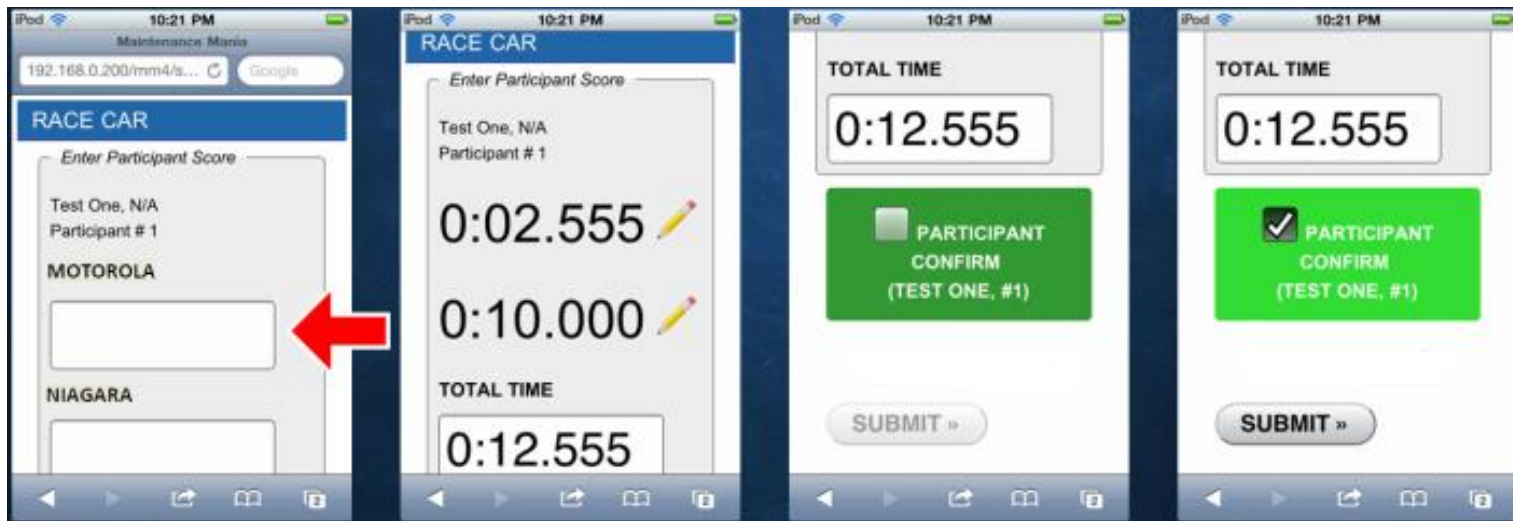 iPod 10:21 PM
Maintenance Mania
192.168.0.200/mm4/s... Google
RACE CAR
Enter Participant Score
Test One, N/A
Participant # 1
MOTOROLA
NIAGARA
2
iPod 10:21 PM
RACE CAR
Enter Participant Score
Test One, N/A
Participant # 1
0:02.555
0:10.000
TOTAL TIME
0:12.555
2
iPod 10:21 PM
TOTAL TIME
0:12.555
PARTICIPANT
CONFIRM
(TEST ONE, #1)
SUBMIT »
2
iPod 10:21 PM
TOTAL TIME
0:12.555
PARTICIPANT
CONFIRM
(TEST ONE, #1)
SUBMIT »
2